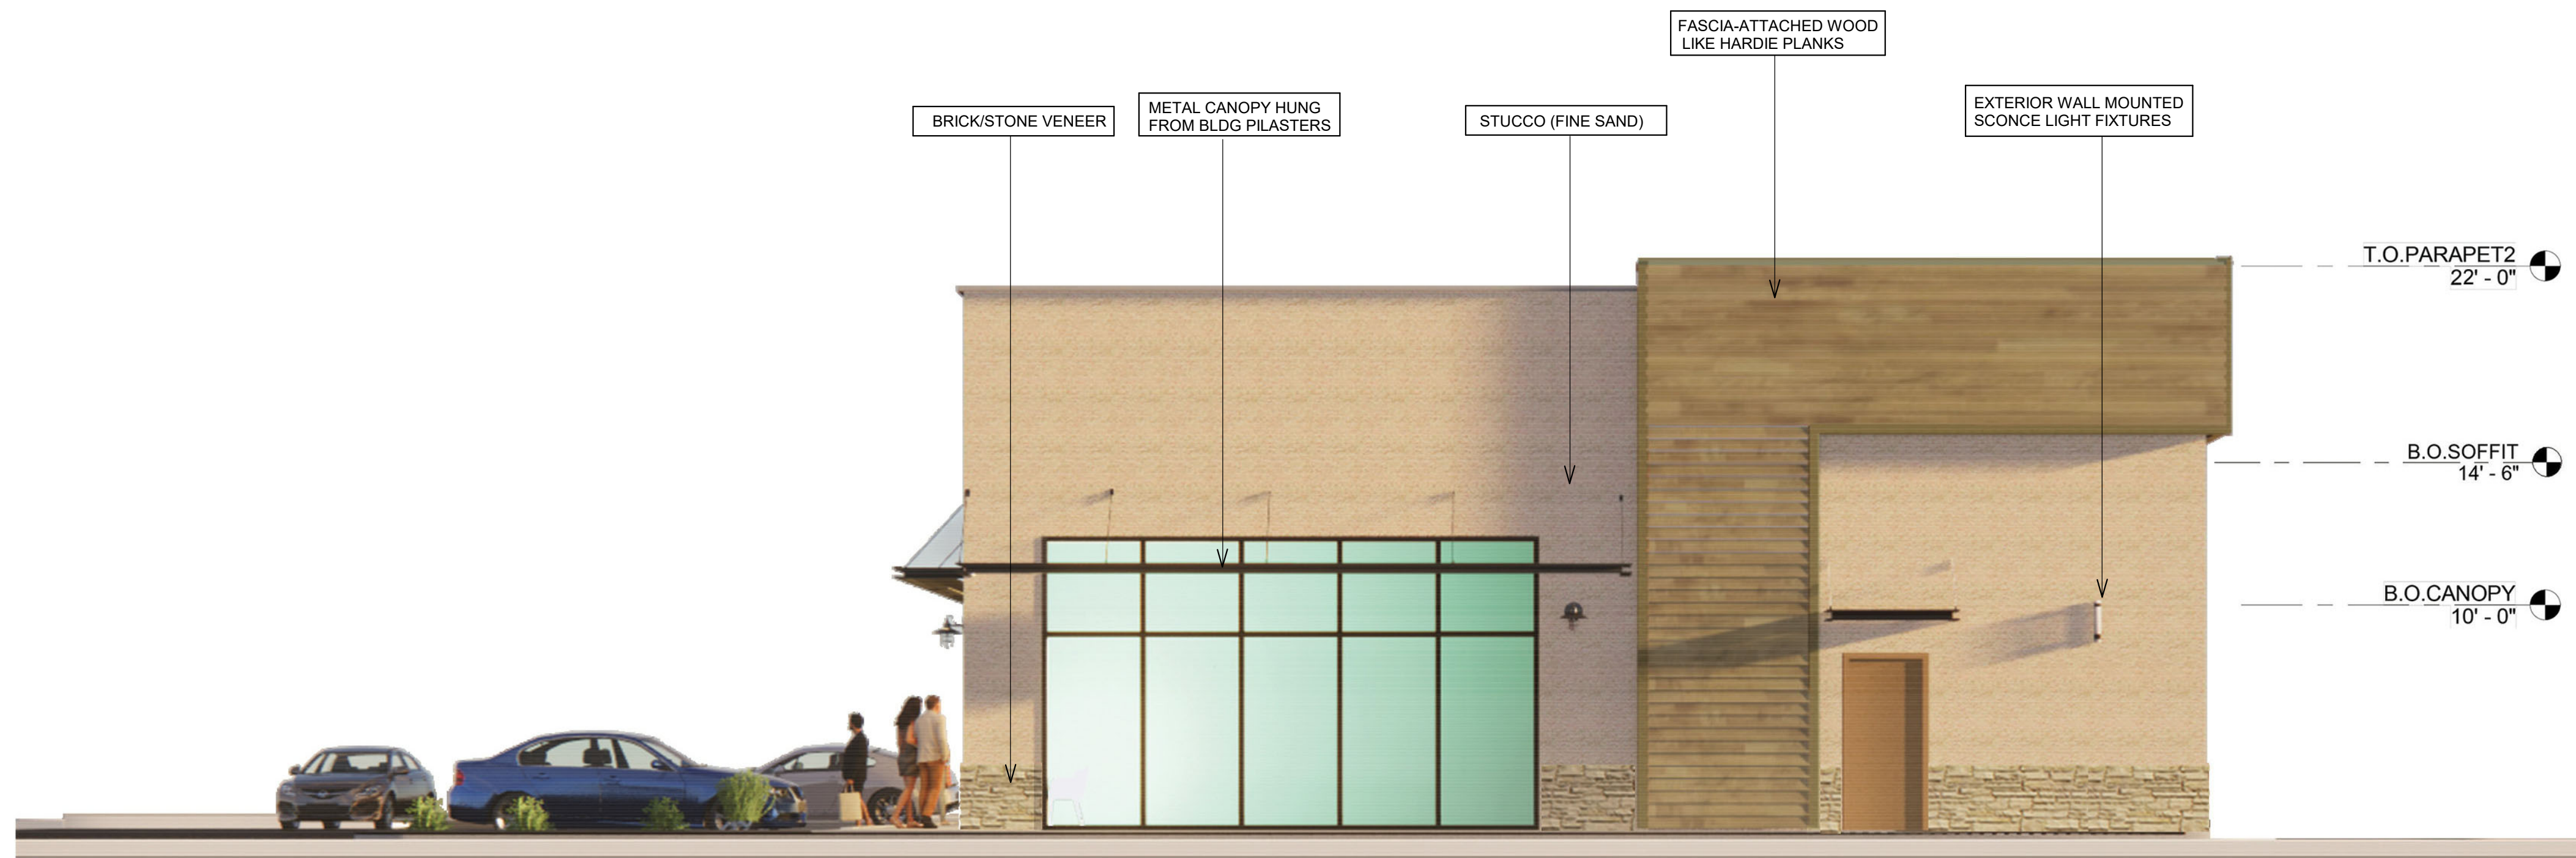 FASCIA-ATTACHED WOOD
LIKE HARDIE PLANKS
BRICK/STONE VENEER
METAL CANOPY HUNG
FROM BLDG PILASTERS
STUCCO (FINE SAND)
EXTERIOR WALL MOUNTED
SCONCE LIGHT FIXTURES
T.O.PARAPET2
22' - 0"
B.O.SOFFIT
14' - 6"
B.O.CANOPY
10' - 0"